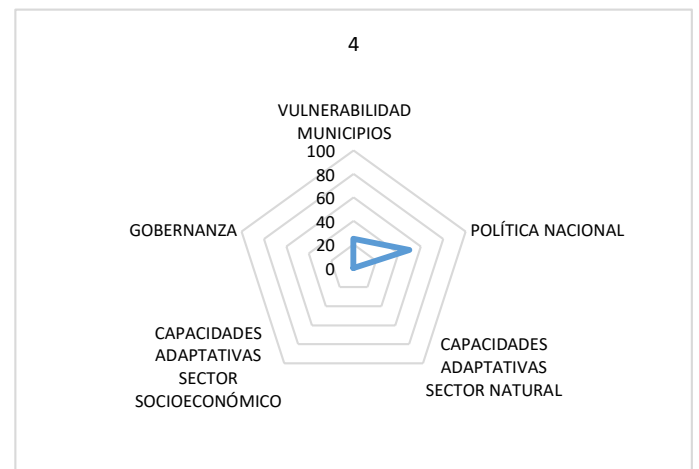 4
VULNERABILIDAD
MUNICIPIOS
100
80
60
40
20
0
GOBERNANZA
POLÍTICA NACIONAL
CAPACIDADES
ADAPTATIVAS
SECTOR
SOCIOECONÓMICO
CAPACIDADES
ADAPTATIVAS
SECTOR NATURAL